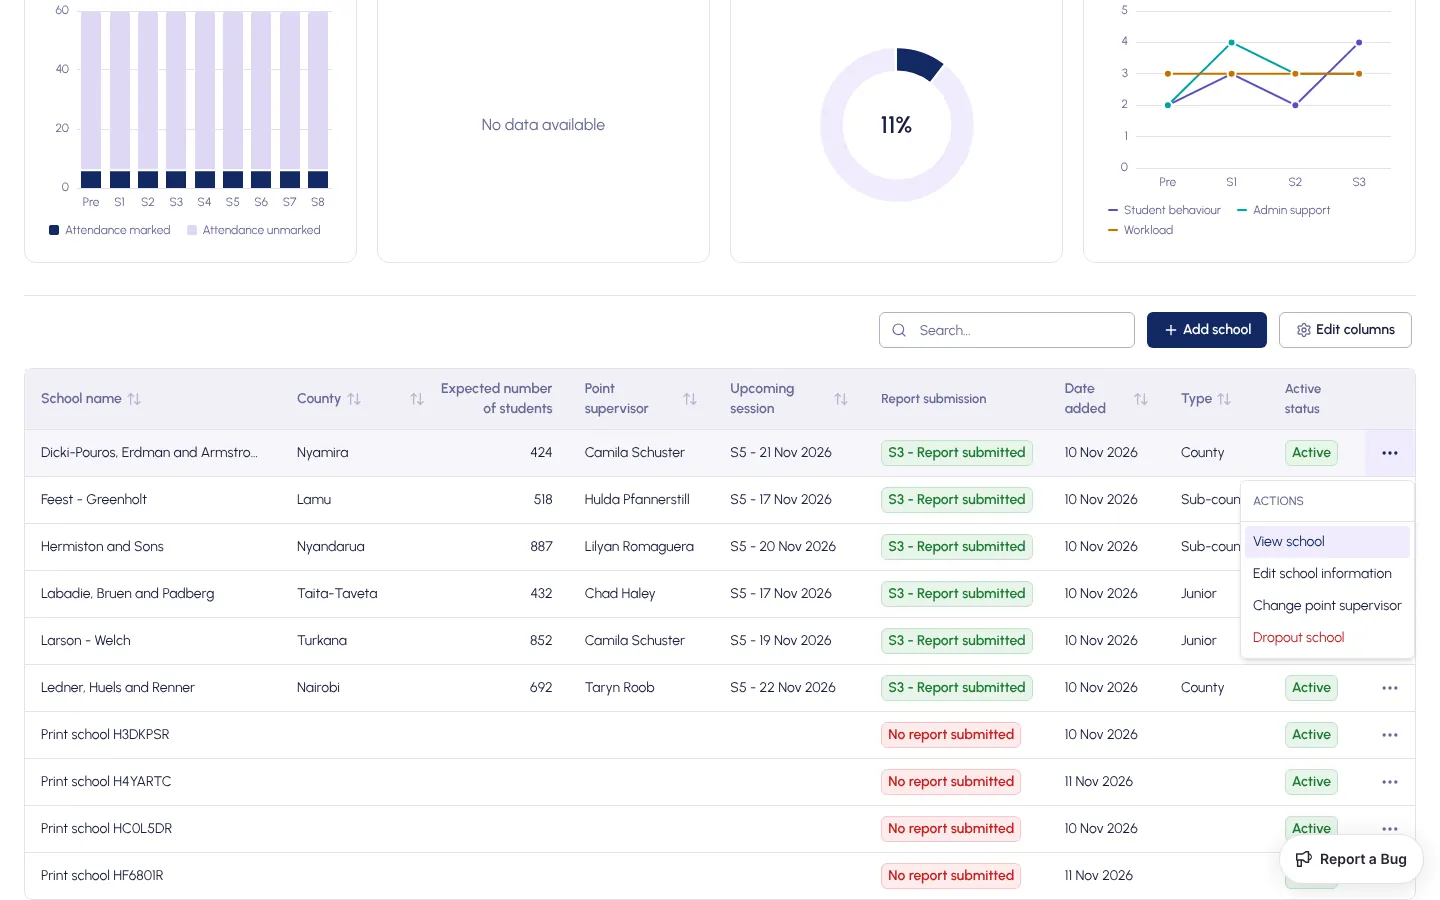 60
40
20
0
Pre S1 S2 S3 S4 S5 S6 S7 S8
Attendance marked Attendance unmarked
No data available
11%
5
4
3
2
1
0
Pre S1 S2 S3
Student behaviour Admin support
Workload
Search...
+ Add school
Edit columns
School name County Expected number of students Point supervisor Upcoming session Report submission Date added Type Active status
Dicki-Pouros, Erdman and Armstro... Nyamira 424 Camila Schuster S5 - 21 Nov 2026 S3 - Report submitted 10 Nov 2026 County Active
Feest - Greenholt Lamu 518 Hulda Pfannerstill S5 - 17 Nov 2026 S3 - Report submitted 10 Nov 2026 Sub-coun
Hermiston and Sons Nyandarua 887 Lilyan Romaguera S5 - 20 Nov 2026 S3 - Report submitted 10 Nov 2026 Sub-coun
Labadie, Bruen and Padberg Taita-Taveta 432 Chad Haley S5 - 17 Nov 2026 S3 - Report submitted 10 Nov 2026 Junior
Larson - Welch Turkana 852 Camila Schuster S5 - 19 Nov 2026 S3 - Report submitted 10 Nov 2026 Junior
Ledner, Huels and Renner Nairobi 692 Taryn Roob S5 - 22 Nov 2026 S3 - Report submitted 10 Nov 2026 County Active
Print school H3DKPSR No report submitted 10 Nov 2026 Active
Print school H4YARTC No report submitted 11 Nov 2026 Active
Print school HC0L5DR No report submitted 10 Nov 2026 Active
Print school HF6801R No report submitted 11 Nov 2026
ACTIONS
View school
Edit school information
Change point supervisor
Dropout school
Report a Bug